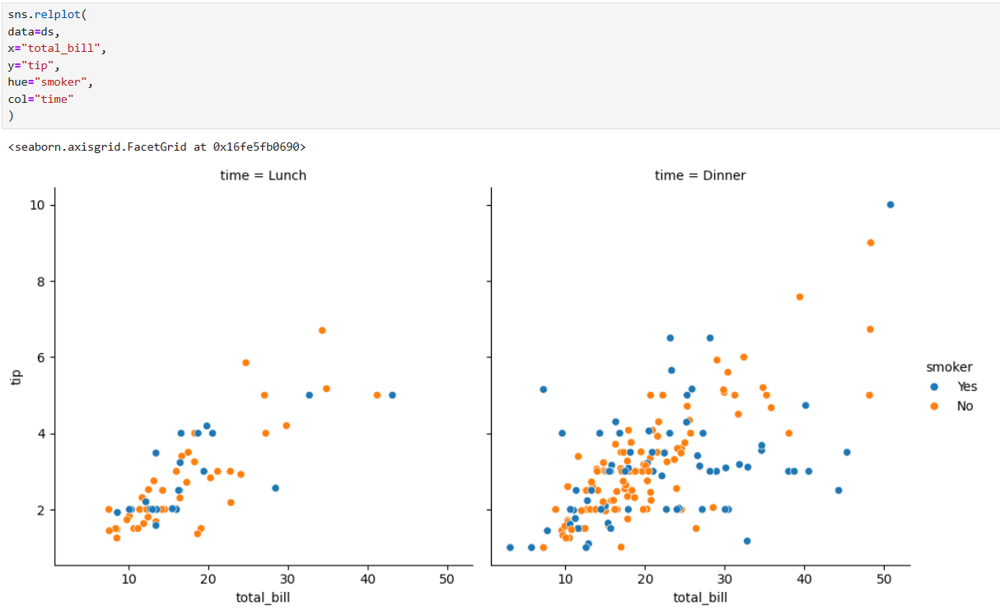 sns.relplot(
data=ds,
x="total_bill",
y="tip",
hue="smoker",
col="time"
)
<seaborn.axisgrid.FacetGrid at 0x16fe5fb0690>
time = Lunch
time = Dinner
10
8
6
4
2
tip
10 20 30 40 50
total_bill
10 20 30 40 50
total_bill
smoker
Yes
No